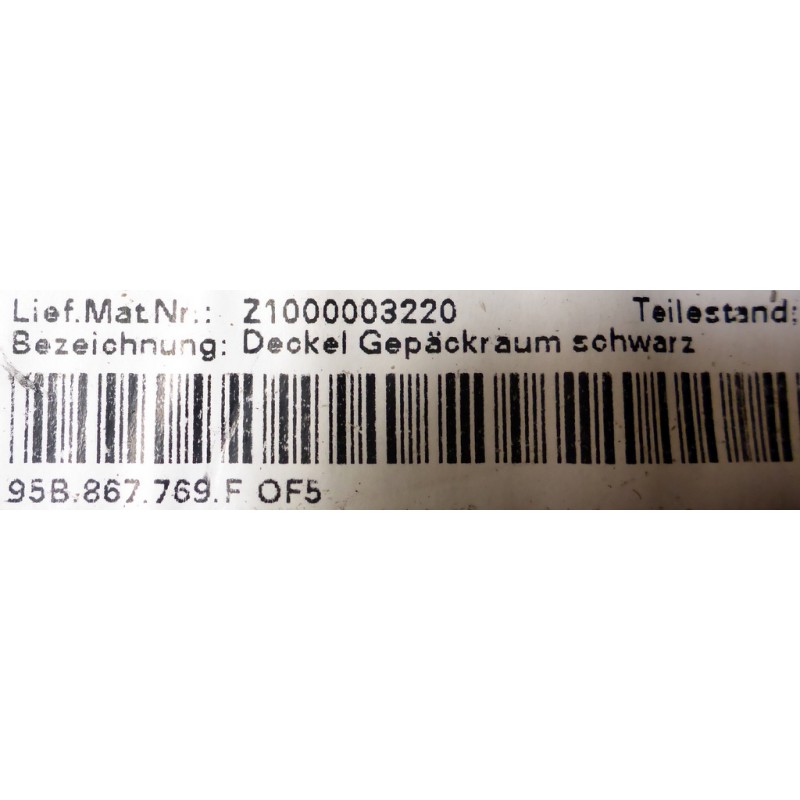 Lief.Mat.Nr.: Z1000003220 Teilestand:
Bezeichnung: Deckel Gepäckraum schwarz
95B.867.769.F OF5